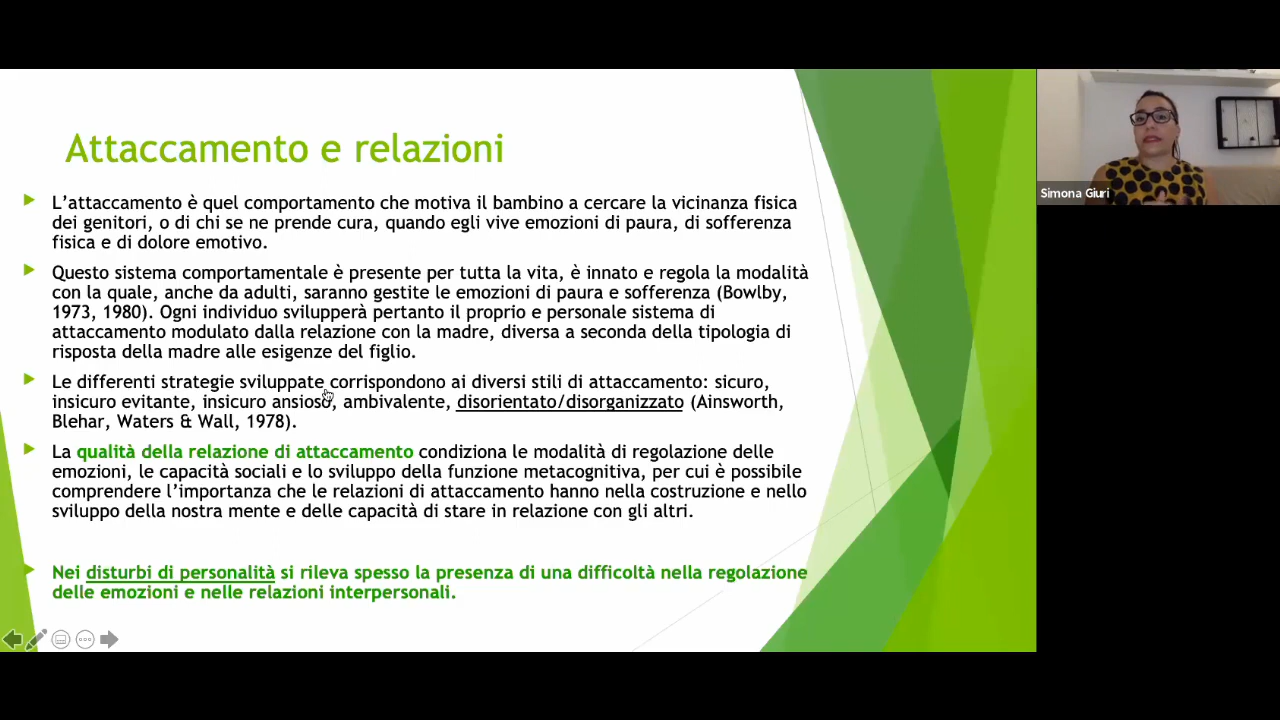 Attaccamento e relazioni
L'attaccamento è quel comportamento che motiva il bambino a cercare la vicinanza fisica
dei genitori, o di chi se ne prende cura, quando egli vive emozioni di paura, di sofferenza
fisica e di dolore emotivo.
Questo sistema comportamentale è presente per tutta la vita, è innato e regola la modalità
con la quale, anche da adulti, saranno gestite le emozioni di paura e sofferenza (Bowlby,
1973, 1980). Ogni individuo svilupperà pertanto il proprio e personale sistema di
attaccamento modulato dalla relazione con la madre, diversa a seconda della tipologia di
risposta della madre alle esigenze del figlio.
Le differenti strategie sviluppate corrispondono ai diversi stili di attaccamento: sicuro,
insicuro evitante, insicuro ansioso, ambivalente, disorientato/disorganizzato (Ainsworth,
Blehar, Waters & Wall, 1978).
La qualità della relazione di attaccamento condiziona le modalità di regolazione delle
emozioni, le capacità sociali e lo sviluppo della funzione metacognitiva, per cui è possibile
comprendere l'importanza che le relazioni di attaccamento hanno nella costruzione e nello
sviluppo della nostra mente e delle capacità di stare in relazione con gli altri.
Nei disturbi di personalità si rileva spesso la presenza di una difficoltà nella regolazione
delle emozioni e nelle relazioni interpersonali.
Simona Giuri